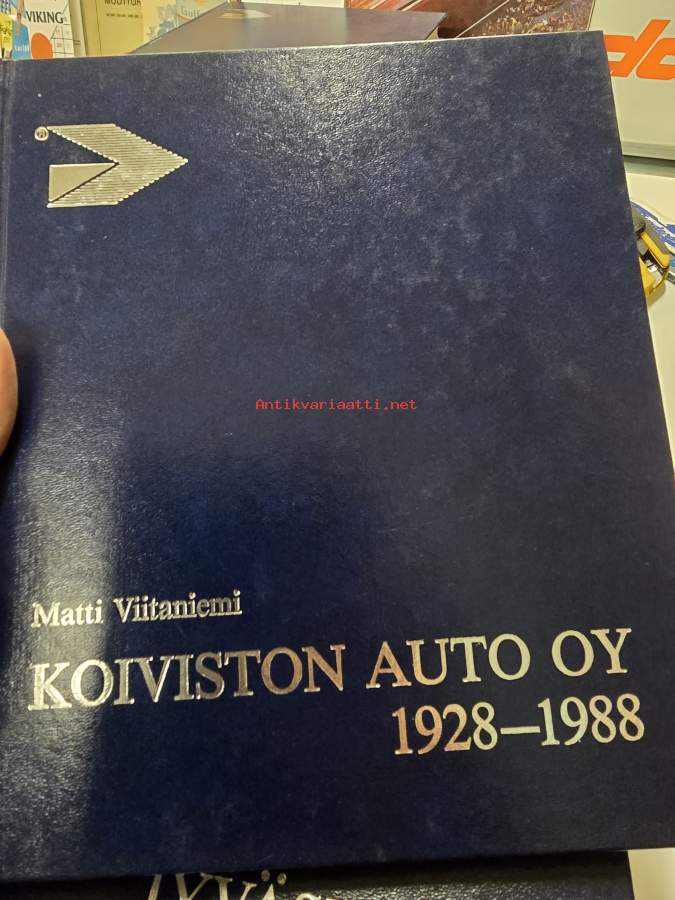 VIKING
Antikvariaatti.net
Matti Viitaniemi
KOIVISTON AUTO OY
1928–1988